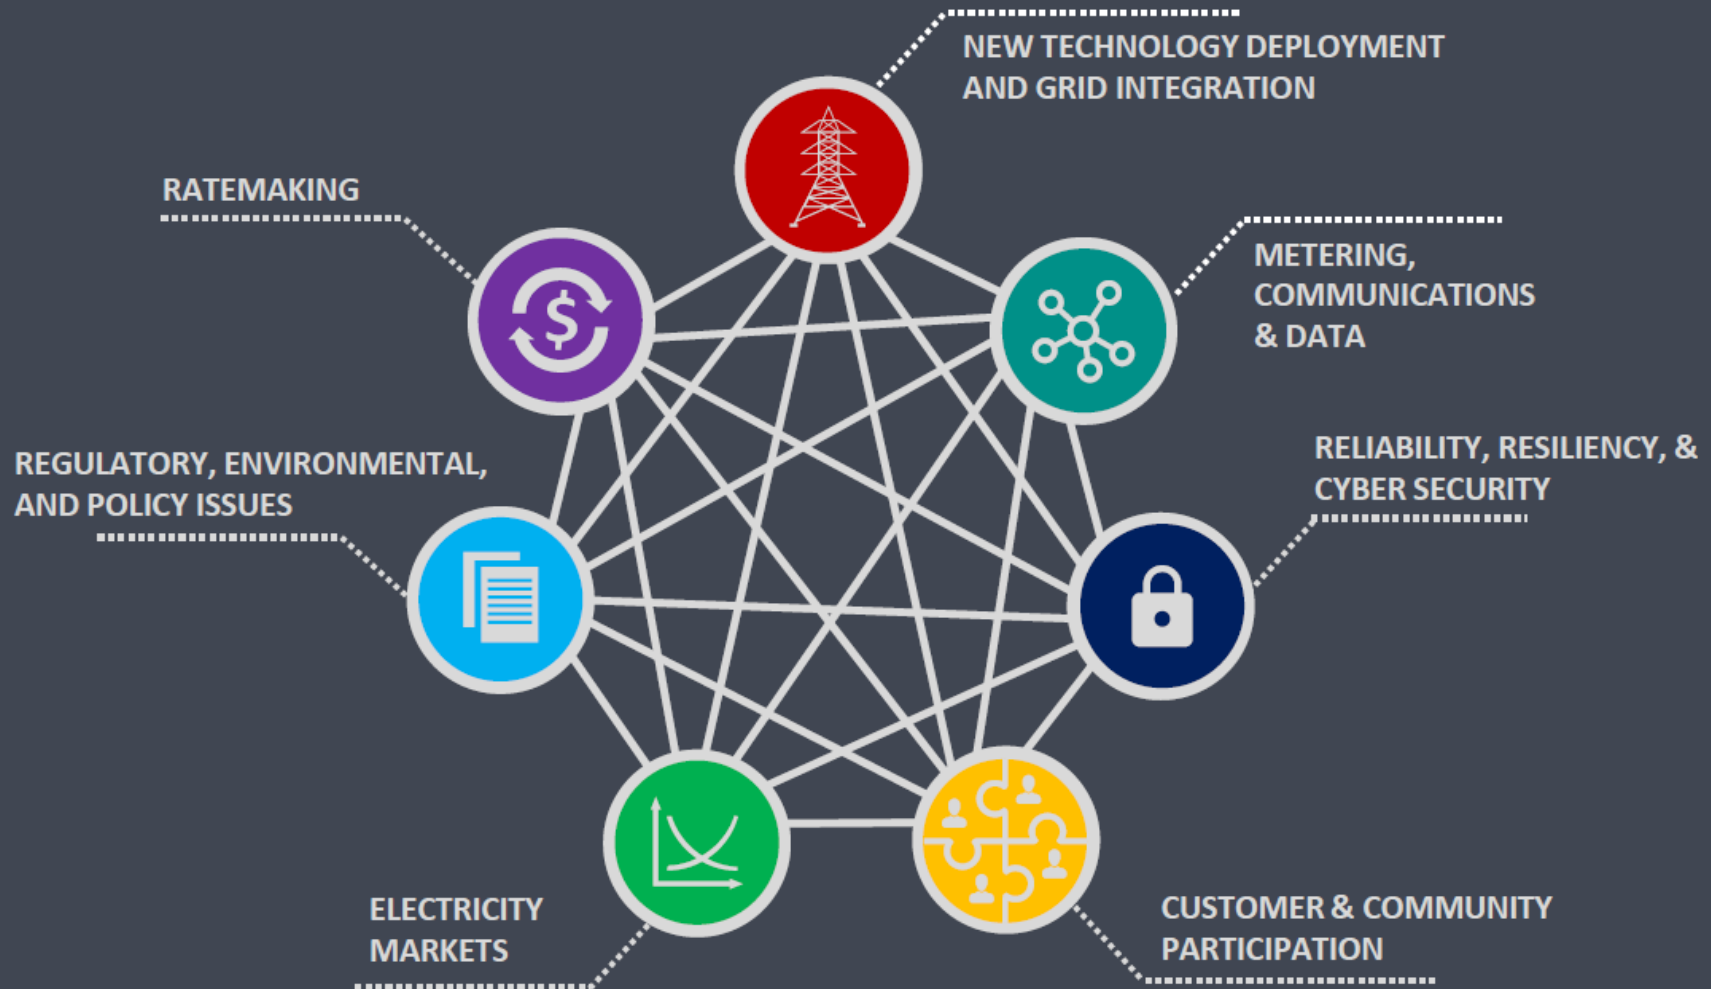 NEW TECHNOLOGY DEPLOYMENT
AND GRID INTEGRATION
RATEMAKING
$
METERING,
COMMUNICATIONS
& DATA
REGULATORY, ENVIRONMENTAL,
AND POLICY ISSUES
RELIABILITY, RESILIENCY, &
CYBER SECURITY
ELECTRICITY
MARKETS
CUSTOMER & COMMUNITY
PARTICIPATION